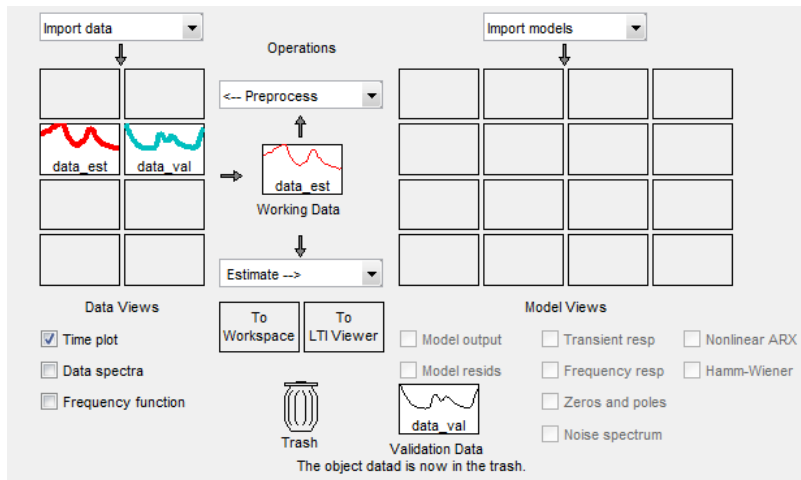 Import data
Operations
Import models
<-- Preprocess
data_est
data_val
data_est
Working Data
Estimate -->
Data Views
To
Workspace
To
LTI Viewer
Model Views
Time plot
Data spectra
Frequency function
Model output
Transient resp
Nonlinear ARX
Model resids
Frequency resp
Hamm-Wiener
Zeros and poles
Noise spectrum
Trash
data_val
Validation Data
The object datad is now in the trash.